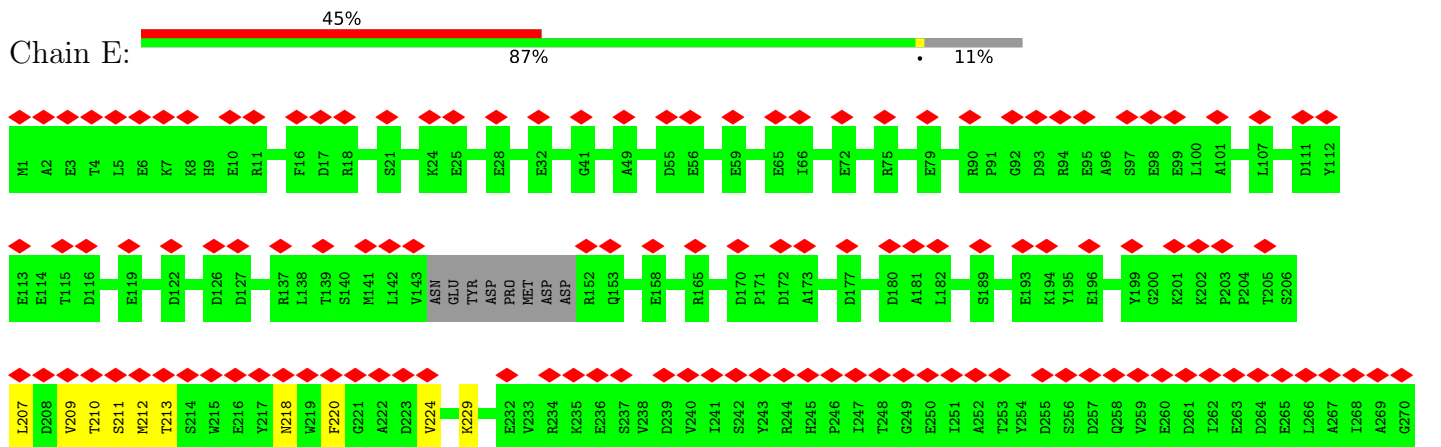 45%
Chain E:
87%
•
11%
M1 A2 E3 T4 L5 E6 K7 K8 H9 E10 R11 F16 D17 R18 S21 K24 E25 E28 E32 G41 A49 D55 E56 E59 E65 I66 E72 R75 E79 R90 P91 G92 D93 R94 E95 A96 S97 E98 E99 L100 A101 L107 D111 Y112
E113 E114 T115 D116 E119 D122 D126 D127 R137 L138 T139 S140 M141 L142 V143 ASN GLU TYR ASP PRO MET ASP ASP R152 Q153 E158 R165 D170 P171 D172 A173 D177 D180 A181 L182 S189 E193 K194 Y195 E196 Y199 G200 K201 K202 P203 P204 T205 S206
L207 D208 V209 T210 S211 M212 T213 S214 W215 E216 Y217 N218 W219 F220 G221 A222 D223 V224 K229 E232 V233 R234 K235 E236 S237 V238 D239 V240 I241 S242 Y243 R244 H245 P246 I247 T248 G249 E250 I251 A252 T253 Y254 D255 S256 D257 Q258 V259 E260 D261 I262 E263 D264 E265 L266 A267 I268 A269 G270